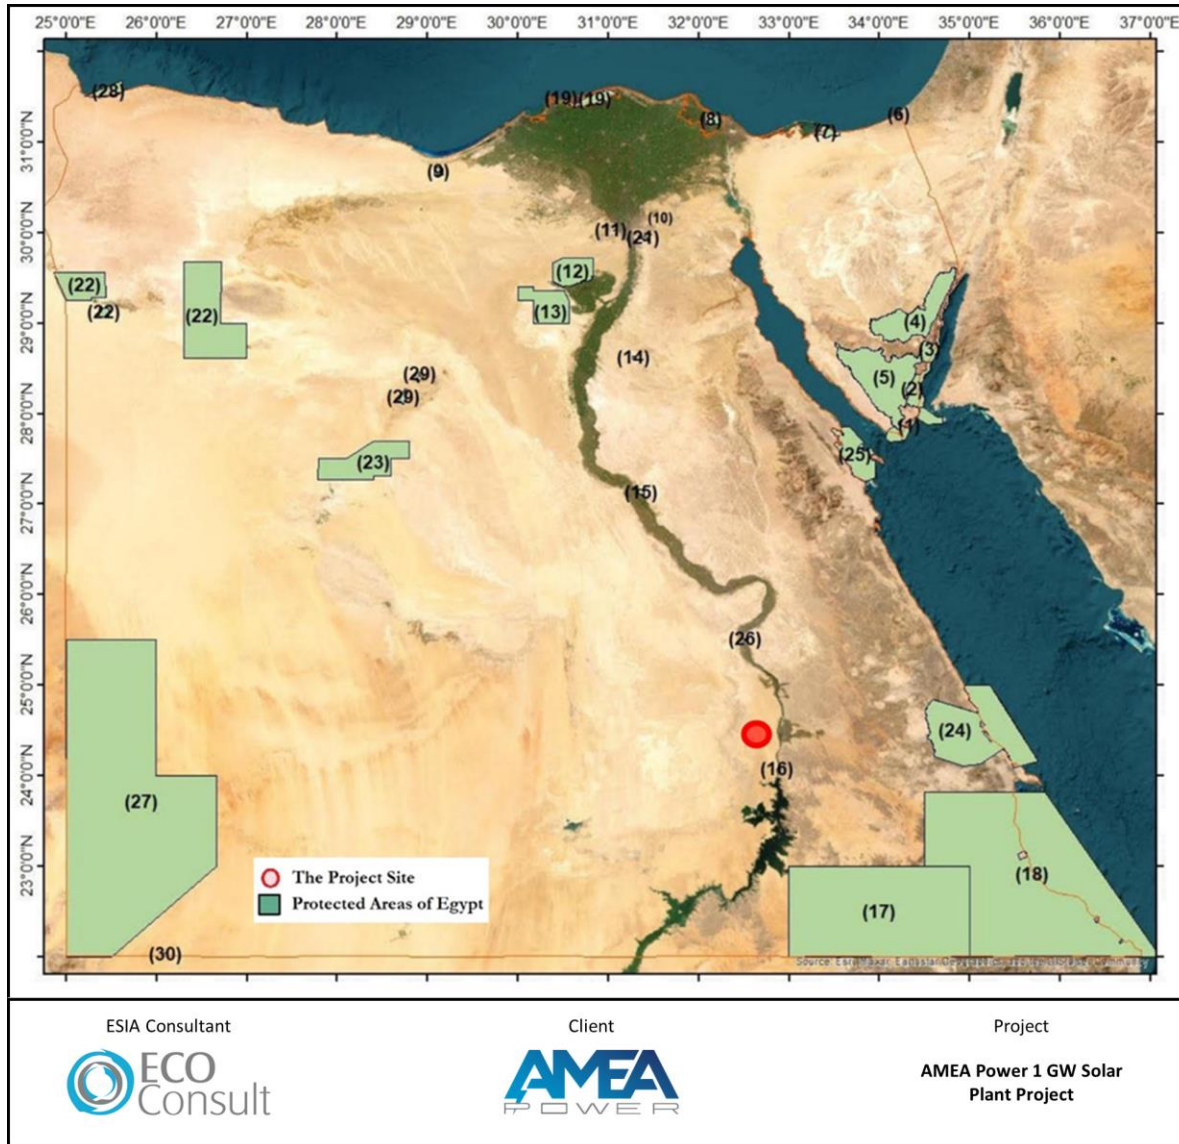 25°0'0"E 26°0'0"E 27°0'0"E 28°0'0"E 29°0'0"E 30°0'0"E 31°0'0"E 32°0'0"E 33°0'0"E 34°0'0"E 35°0'0"E 36°0'0"E 37°0'0"E
31°0'0"N
30°0'0"N
29°0'0"N
28°0'0"N
27°0'0"N
26°0'0"N
25°0'0"N
24°0'0"N
23°0'0"N
(28)
(19)
(19)
(8)
(7)
(6)
(9)
(10)
(11)
(21)
(12)
(13)
(22)
(22)
(22)
(4)
(3)
(5)
(2)
(1)
(14)
(29)
(29)
(23)
(25)
(15)
(26)
(24)
(16)
(27)
(18)
(17)
(30)
The Project Site
Protected Areas of Egypt
Source: Esri, Maxar, Earthstar Geographics
ESIA Consultant
Client
Project
ECO
Consult
AMEA
POWER
AMEA Power 1 GW Solar
Plant Project